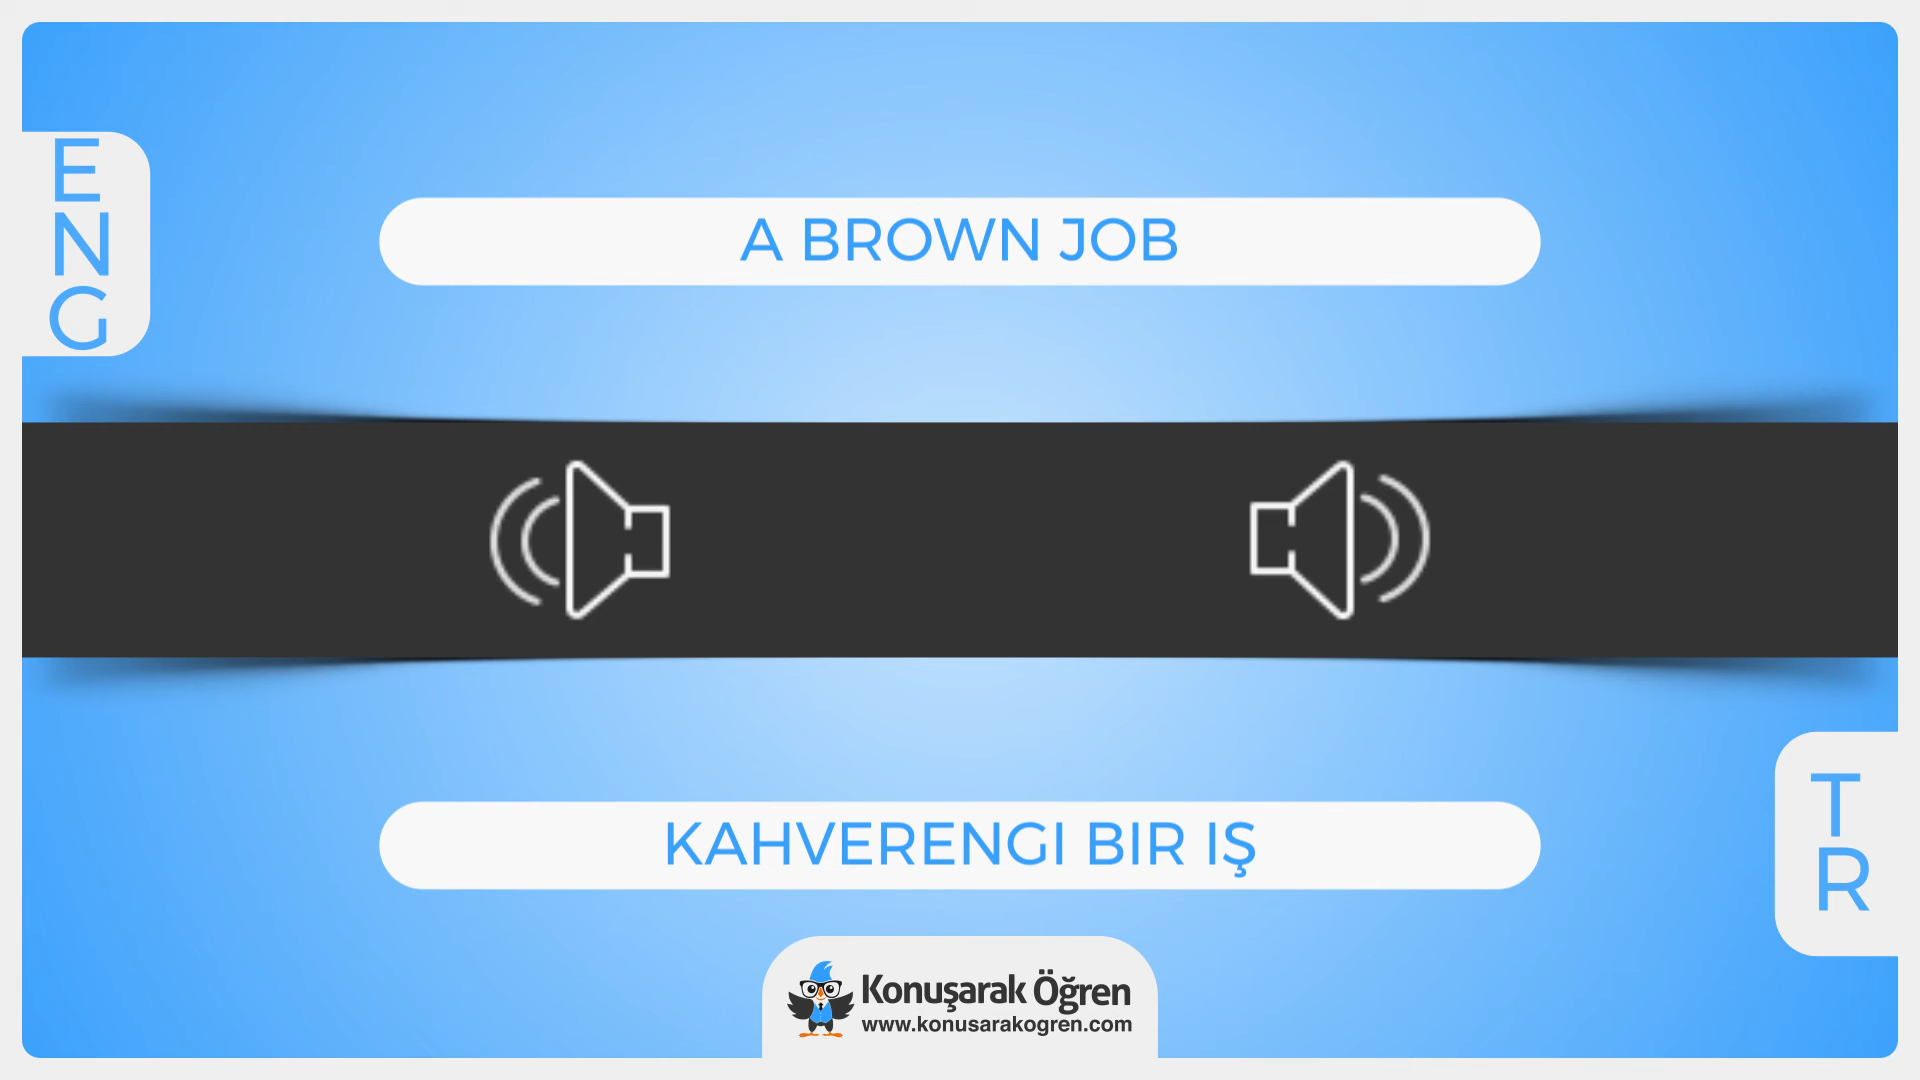 ENG
A BROWN JOB
KAHVERENGI BIR IŞ
TR
Konuşarak Öğren
www.konusarakogren.com